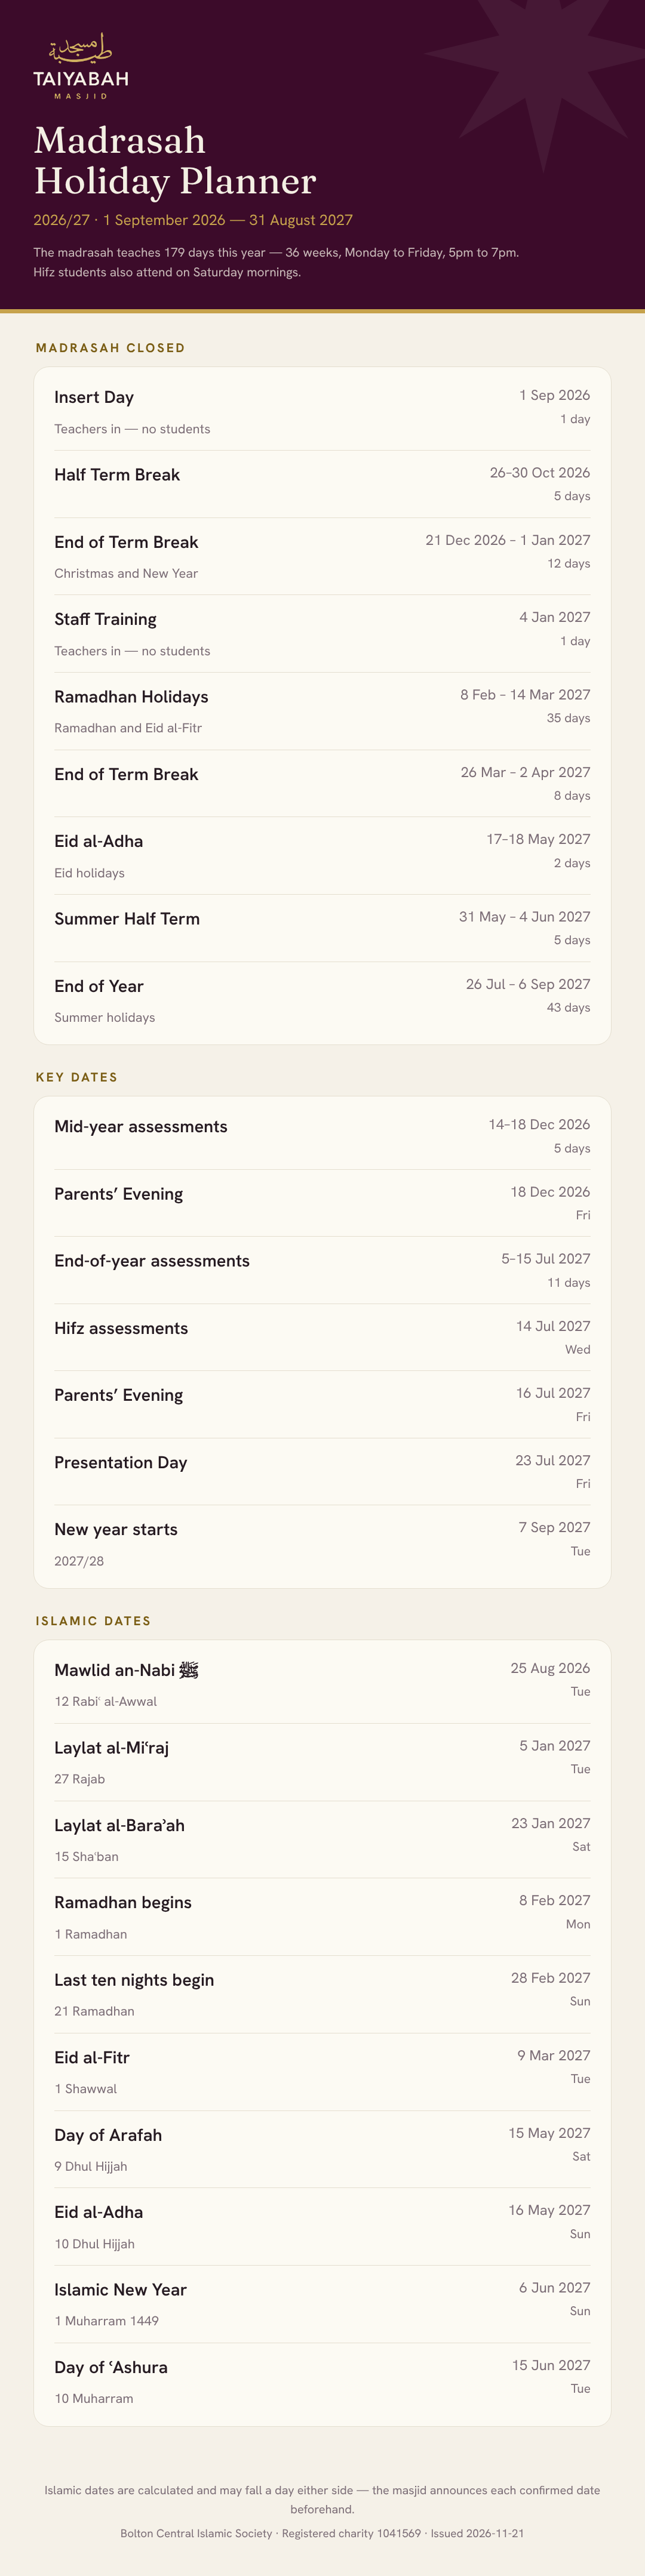 طيبة مسجد
TAIYABAH
MASJID
Madrasah
Holiday Planner
2026/27 · 1 September 2026 — 31 August 2027
The madrasah teaches 179 days this year — 36 weeks, Monday to Friday, 5pm to 7pm.
Hifz students also attend on Saturday mornings.
MADRASAH CLOSED
Insert Day
1 Sep 2026
Teachers in — no students
1 day
Half Term Break
26–30 Oct 2026
5 days
End of Term Break
21 Dec 2026 – 1 Jan 2027
Christmas and New Year
12 days
Staff Training
4 Jan 2027
Teachers in — no students
1 day
Ramadhan Holidays
8 Feb – 14 Mar 2027
Ramadhan and Eid al-Fitr
35 days
End of Term Break
26 Mar – 2 Apr 2027
8 days
Eid al-Adha
17–18 May 2027
Eid holidays
2 days
Summer Half Term
31 May – 4 Jun 2027
5 days
End of Year
26 Jul – 6 Sep 2027
Summer holidays
43 days
KEY DATES
Mid-year assessments
14–18 Dec 2026
5 days
Parents’ Evening
18 Dec 2026
Fri
End-of-year assessments
5–15 Jul 2027
11 days
Hifz assessments
14 Jul 2027
Wed
Parents’ Evening
16 Jul 2027
Fri
Presentation Day
23 Jul 2027
Fri
New year starts
7 Sep 2027
2027/28
Tue
ISLAMIC DATES
Mawlid an-Nabi ﷺ
25 Aug 2026
12 Rabiʿ al-Awwal
Tue
Laylat al-Miʿraj
5 Jan 2027
27 Rajab
Tue
Laylat al-Baraʾah
23 Jan 2027
15 Shaʿban
Sat
Ramadhan begins
8 Feb 2027
1 Ramadhan
Mon
Last ten nights begin
28 Feb 2027
21 Ramadhan
Sun
Eid al-Fitr
9 Mar 2027
1 Shawwal
Tue
Day of Arafah
15 May 2027
9 Dhul Hijjah
Sat
Eid al-Adha
16 May 2027
10 Dhul Hijjah
Sun
Islamic New Year
6 Jun 2027
1 Muharram 1449
Sun
Day of ʿAshura
15 Jun 2027
10 Muharram
Tue
Islamic dates are calculated and may fall a day either side — the masjid announces each confirmed date
beforehand.
Bolton Central Islamic Society · Registered charity 1041569 · Issued 2026-11-21